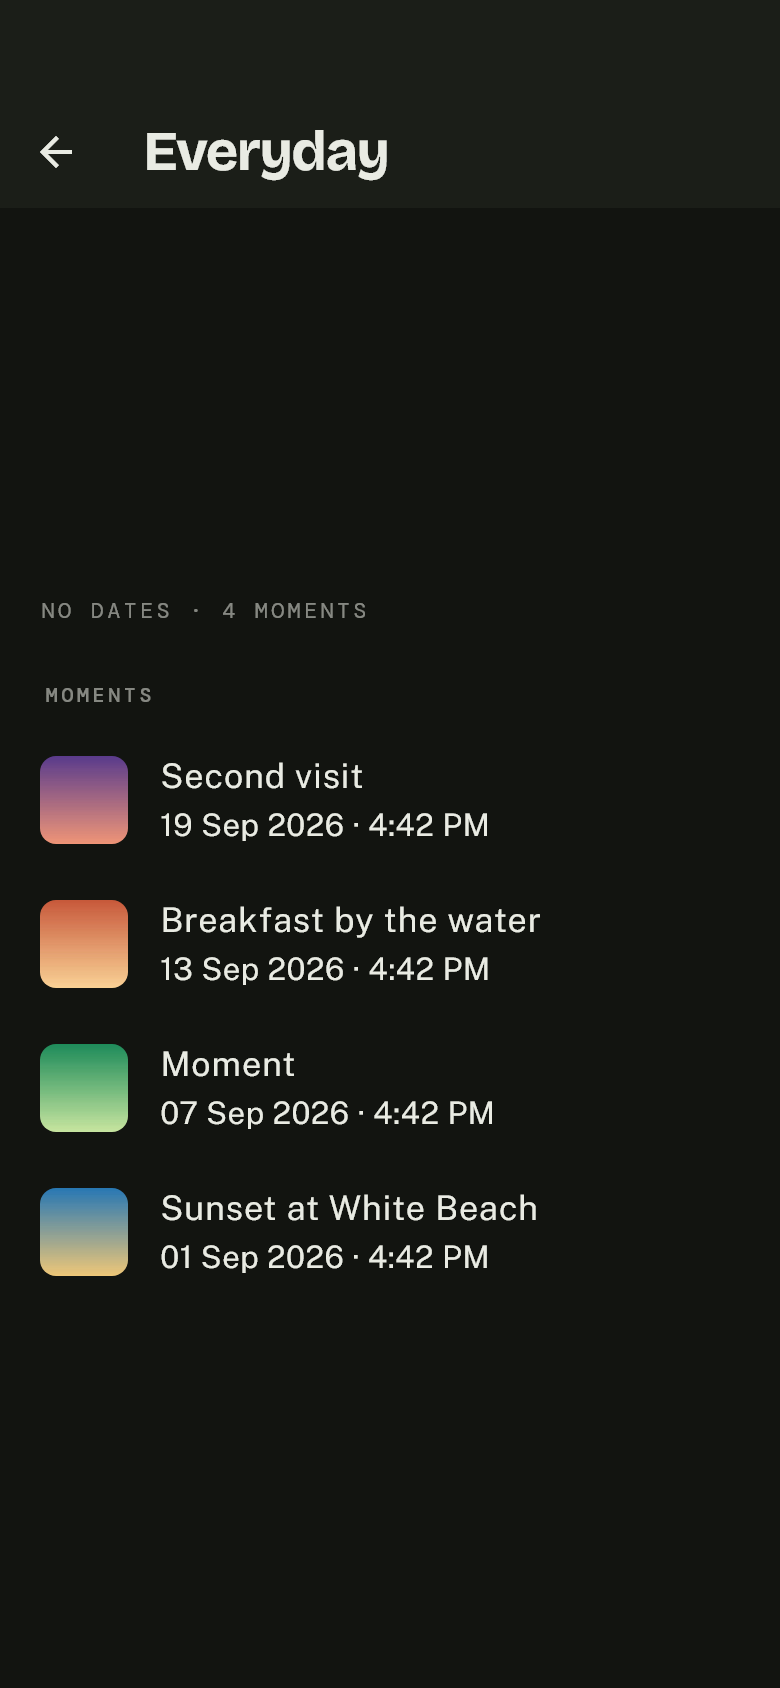 Everyday
NO DATES · 4 MOMENTS
MOMENTS
Second visit
19 Sep 2026 · 4:42 PM
Breakfast by the water
13 Sep 2026 · 4:42 PM
Moment
07 Sep 2026 · 4:42 PM
Sunset at White Beach
01 Sep 2026 · 4:42 PM